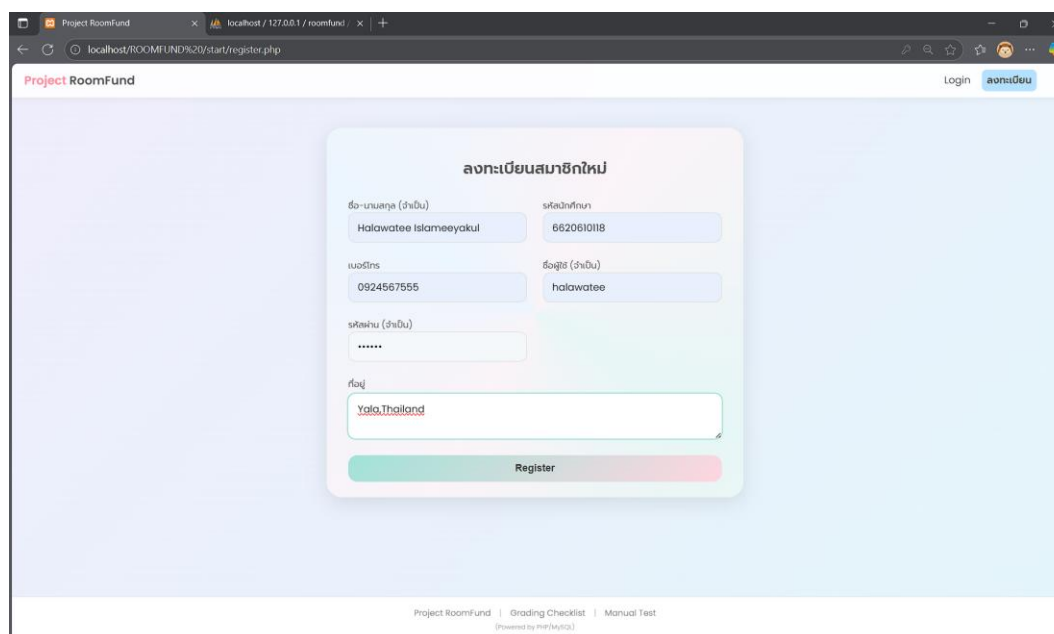 Project RoomFund
localhost / 127.0.0.1 / roomfund /
localhost/ROOMFUND%20/start/register.php
Project RoomFund
Login
ลงทะเบียน
ลงทะเบียนสมาชิกใหม่
ชื่อ-นามสกุล (จำเป็น)
รหัสนักศึกษา
Halawatee Islameeyakul
6620610118
เบอร์โทร
ชื่อผู้ใช้ (จำเป็น)
0924567555
halawatee
รหัสผ่าน (จำเป็น)
••••••
ที่อยู่
Yala,Thailand
Register
Project RoomFund | Grading Checklist | Manual Test
(Powered by PHP/MySQL)